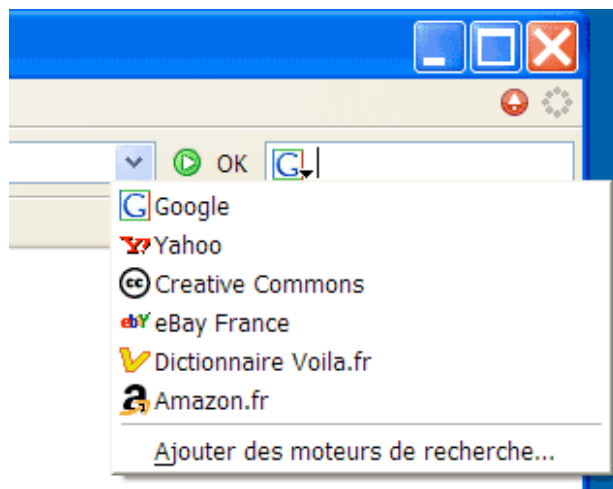 OK
Google
Yahoo
Creative Commons
eBay France
Dictionnaire Voila.fr
Amazon.fr
Ajouter des moteurs de recherche...